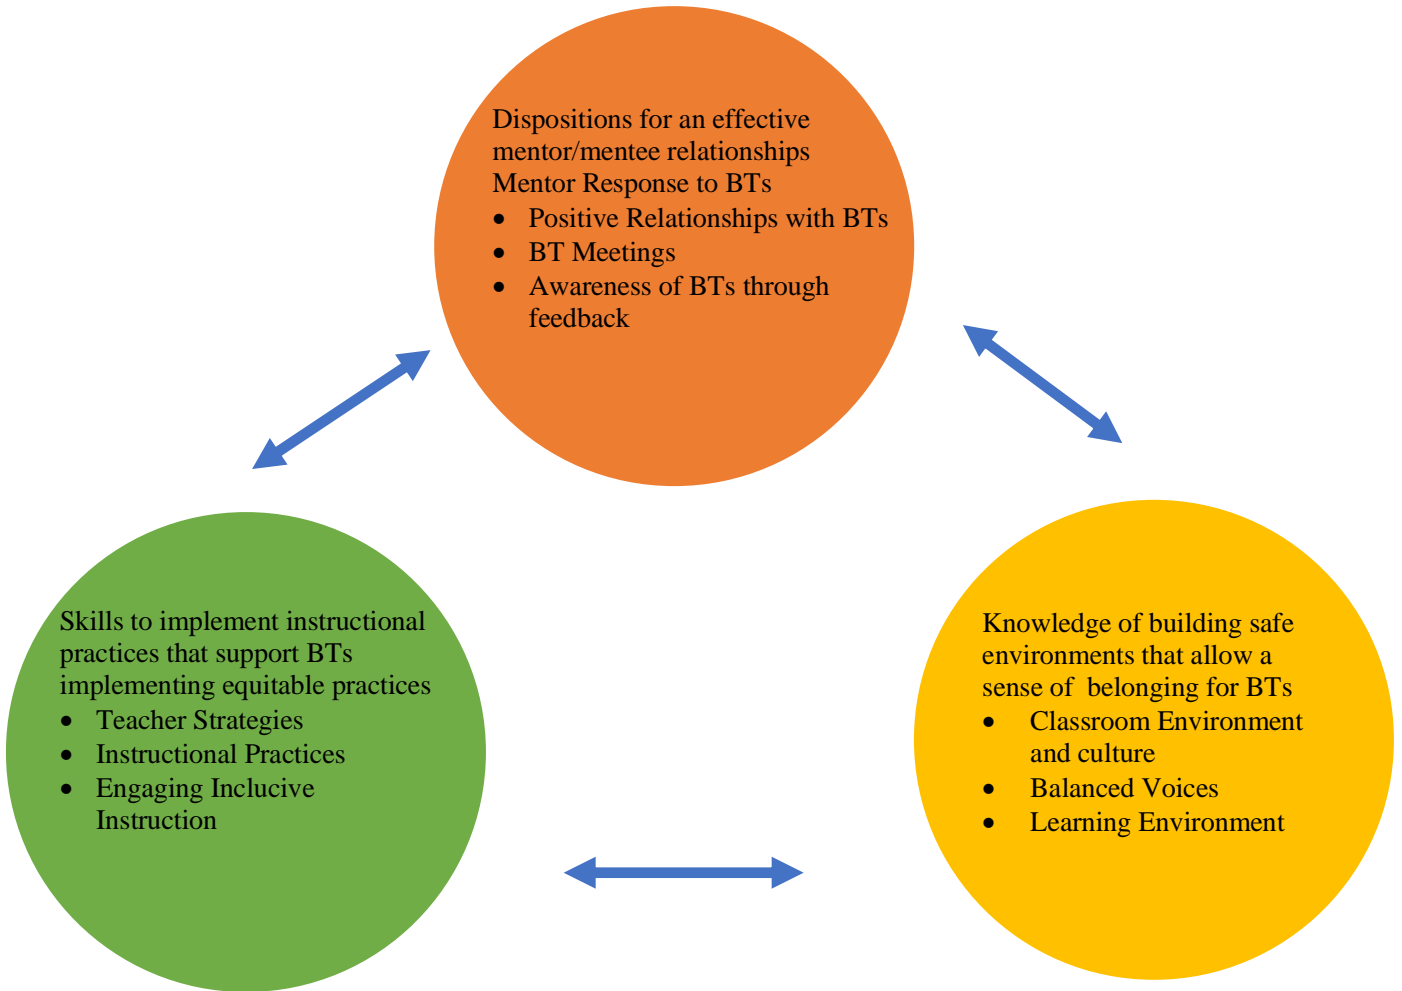 Dispositions for an effective
mentor/mentee relationships
Mentor Response to BTs
• Positive Relationships with BTs
• BT Meetings
• Awareness of BTs through
feedback
Skills to implement instructional
practices that support BTs
implementing equitable practices
• Teacher Strategies
• Instructional Practices
• Engaging Inclucive
Instruction
Knowledge of building safe
environments that allow a
sense of  belonging for BTs
• Classroom Environment
and culture
• Balanced Voices
• Learning Environment